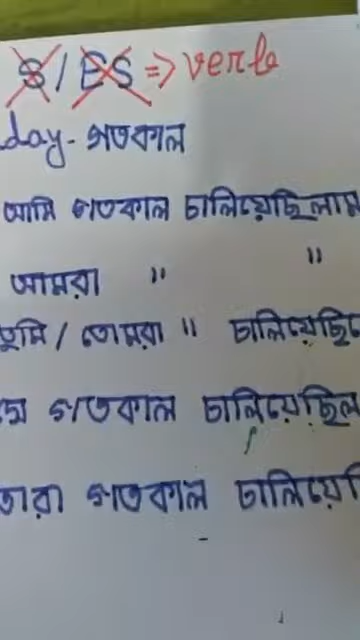 S / ES => verb
day - গতকাল
আমি গতকাল চালিয়েছিলাম
আমরা " "
তুমি / তোমরা " চালিয়েছিলে
সে গতকাল চালিয়েছিল
তারা গতকাল চালিয়েছি